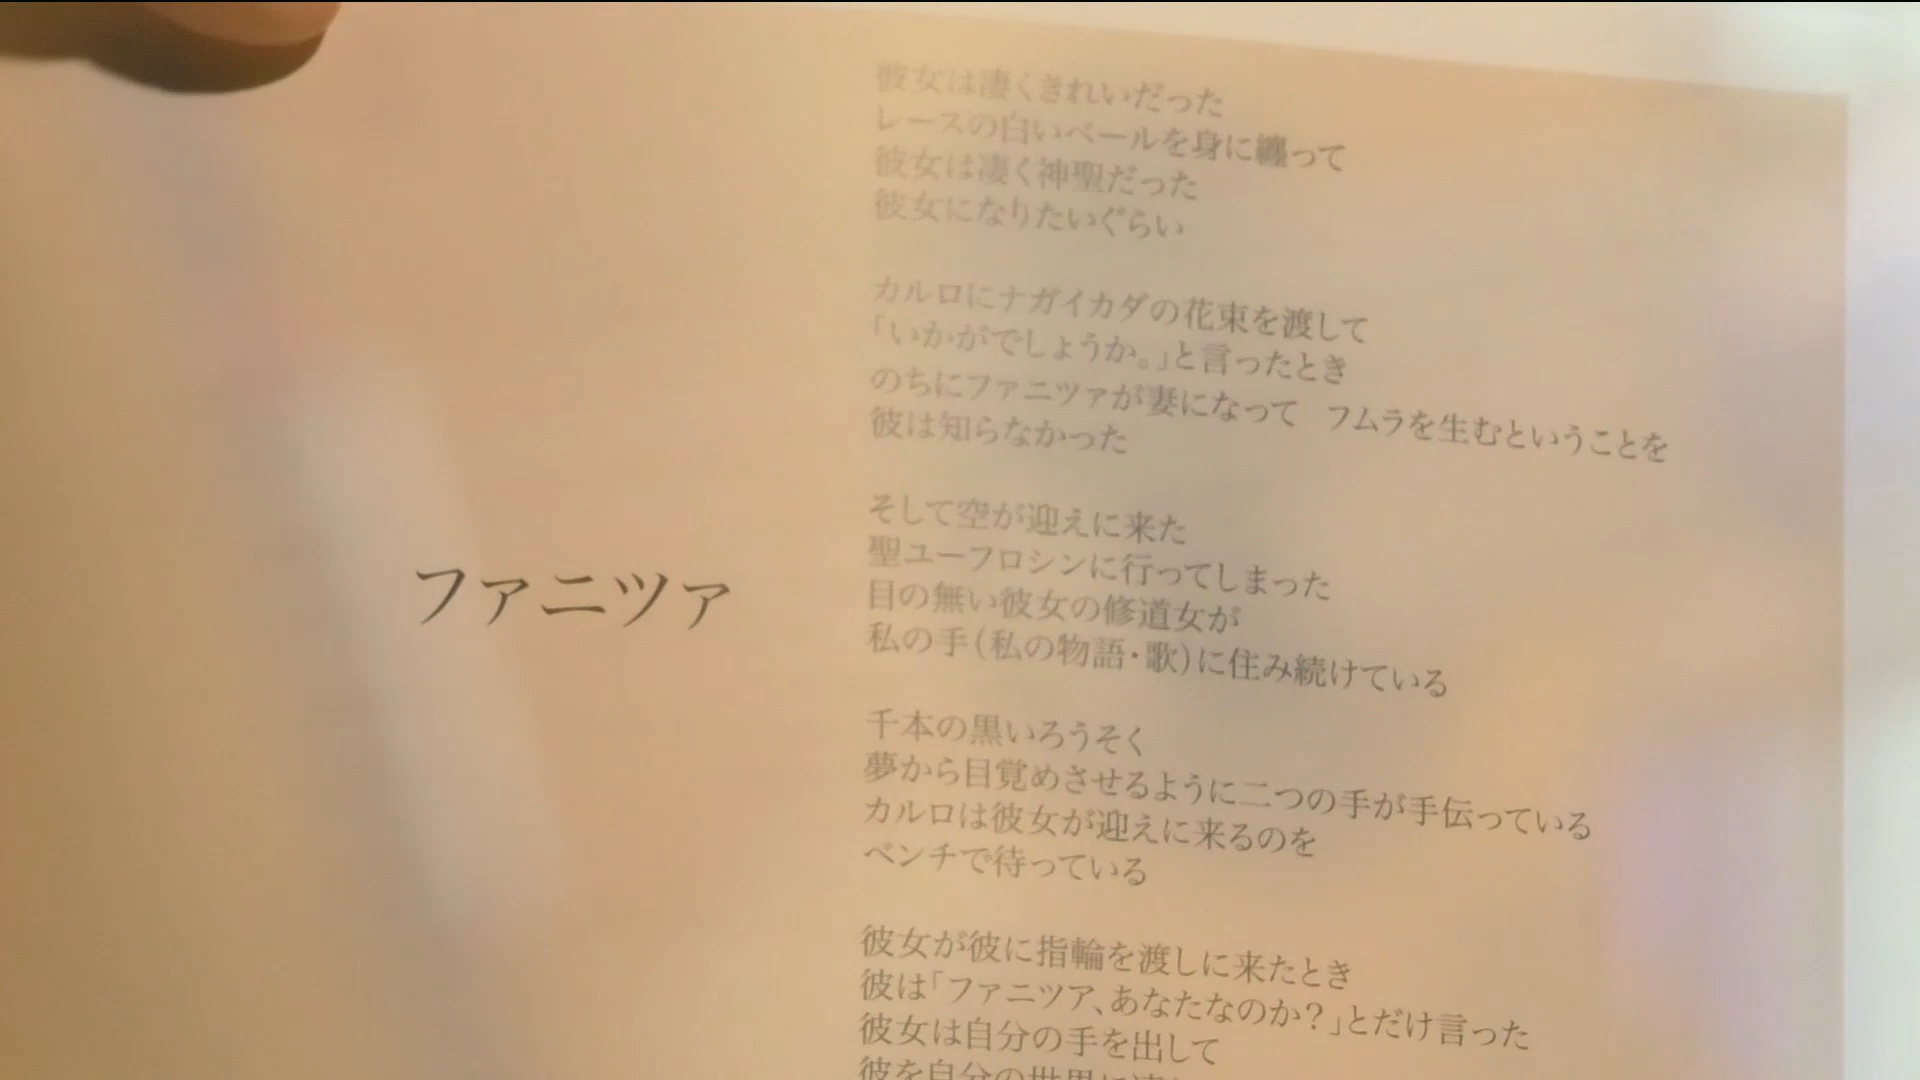 ファニツァ
彼女は凄くきれいだった
レースの白いベールを身に纏って
彼女は凄く神聖だった
彼女になりたいぐらい
カルロにナガイカダの花束を渡して
「いかがでしょうか。」と言ったとき
のちにファニツァが妻になって　フムラを生むということを
彼は知らなかった
そして空が迎えに来た
聖ユーフロシンに行ってしまった
目の無い彼女の修道女が
私の手(私の物語・歌)に住み続けている
千本の黒いろうそく
夢から目覚めさせるように二つの手が手伝っている
カルロは彼女が迎えに来るのを
ベンチで待っている
彼女が彼に指輪を渡しに来たとき
彼は「ファニツア、あなたなのか？」とだけ言った
彼女は自分の手を出して
彼を自分の世界に